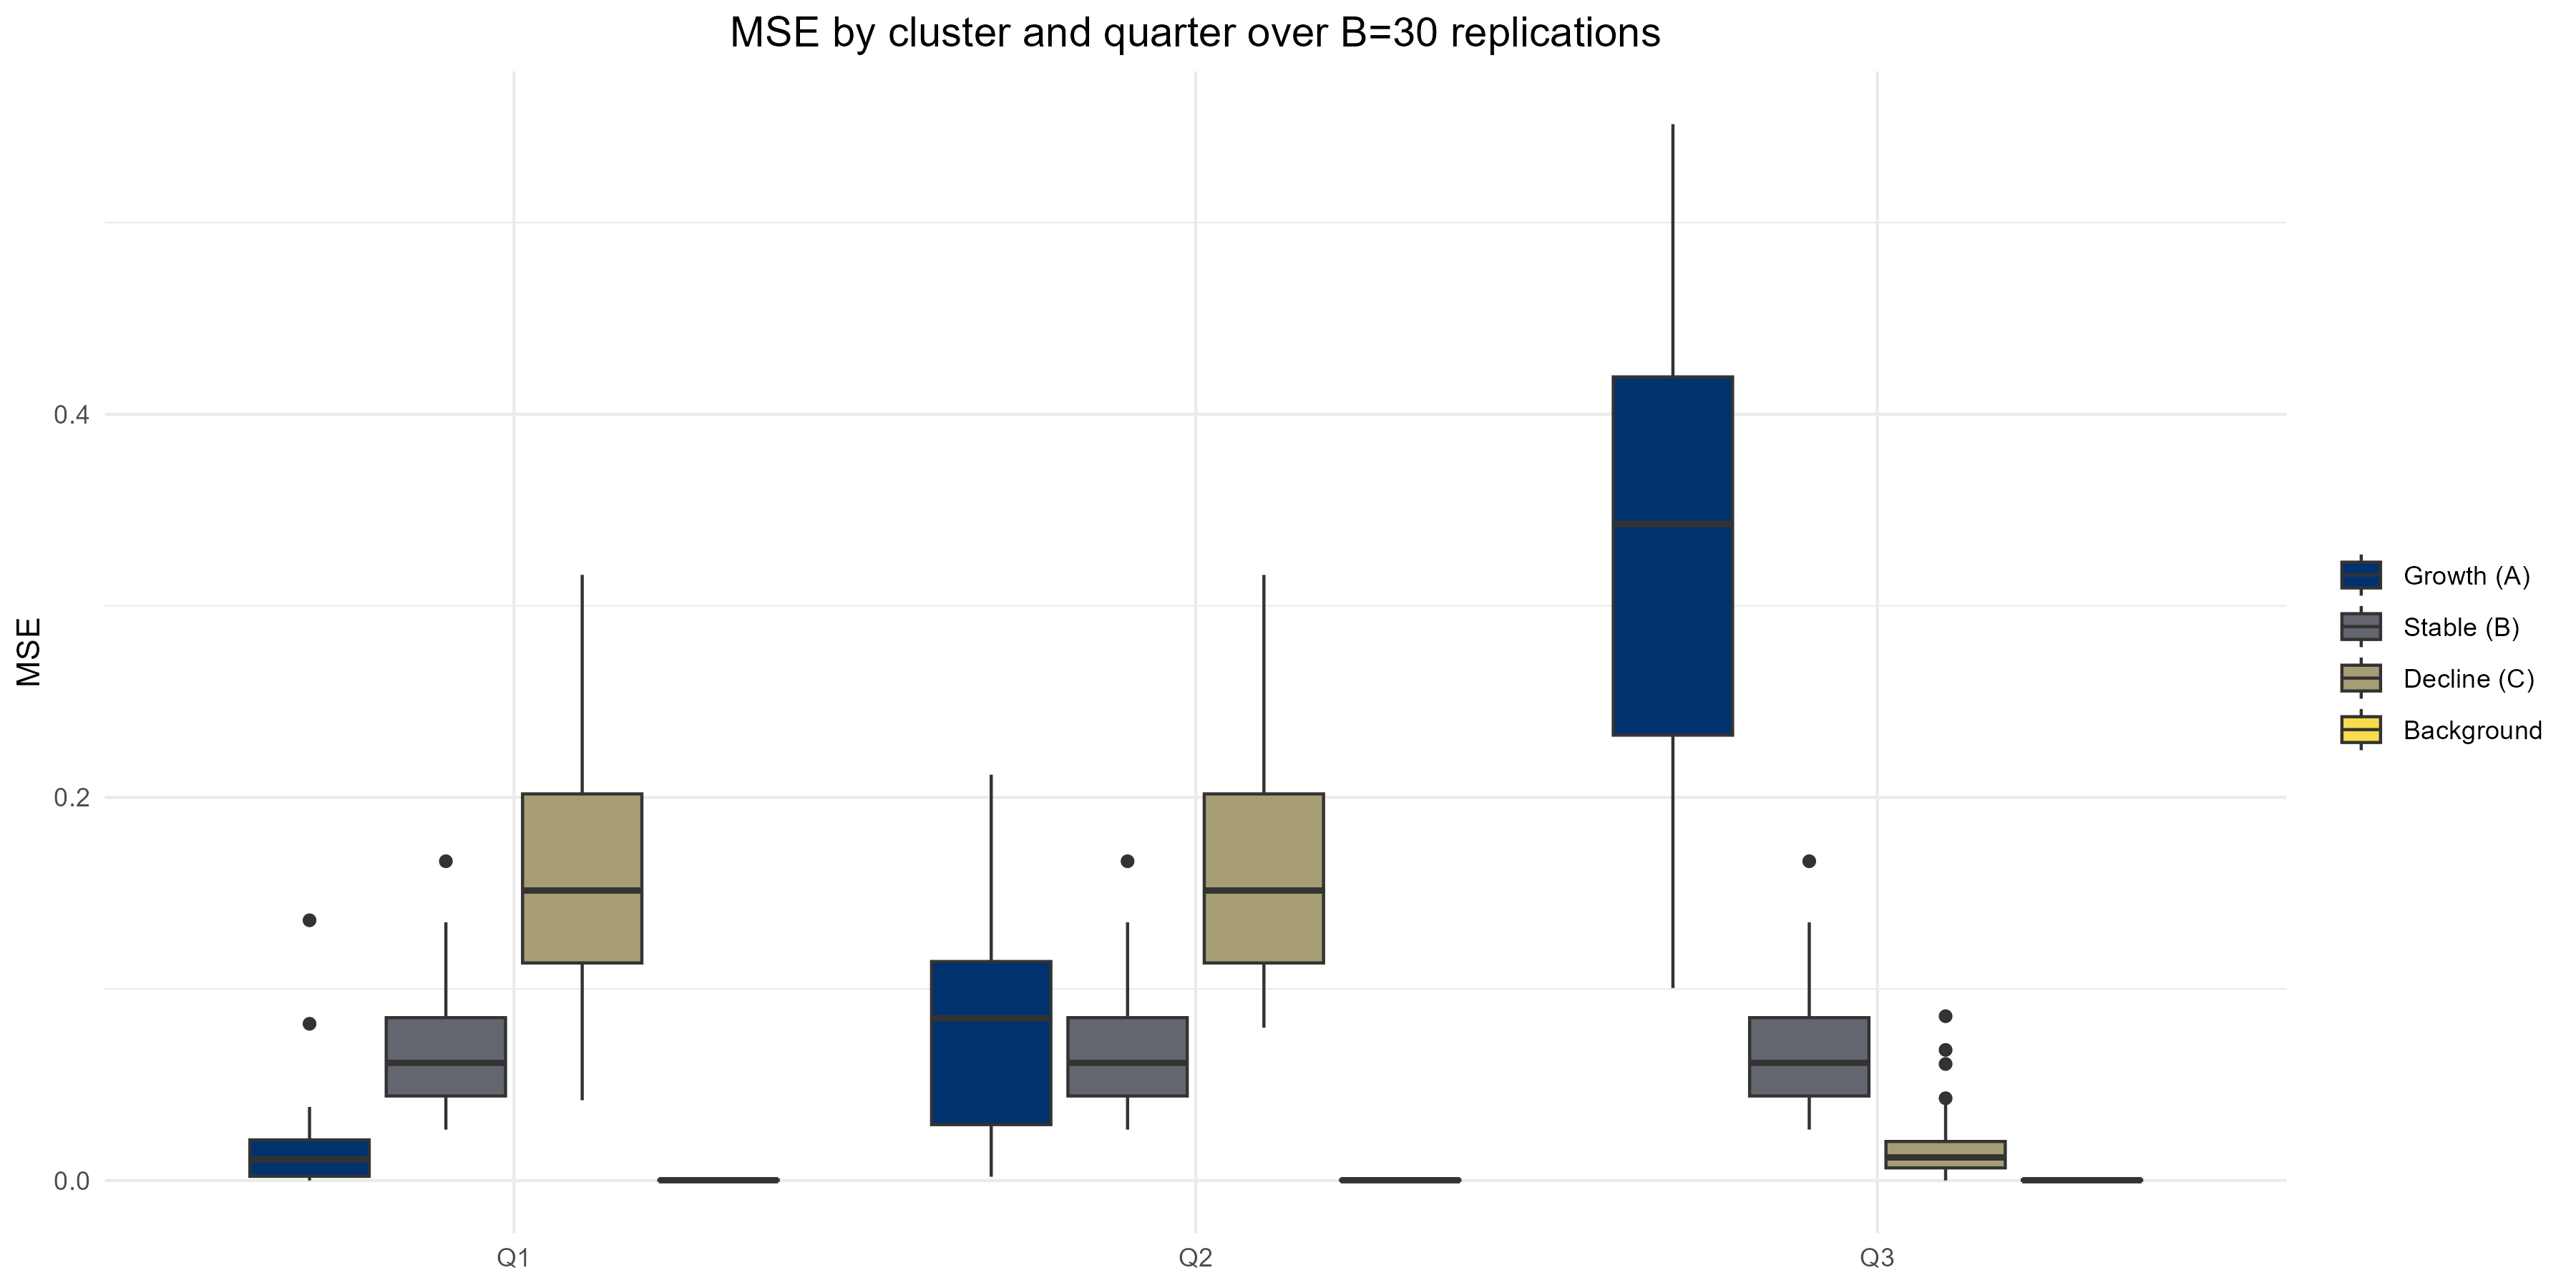 MSE by cluster and quarter over B=30 replications
MSE
0.4
0.2
0.0
Q1
Q2
Q3
Growth (A)
Stable (B)
Decline (C)
Background